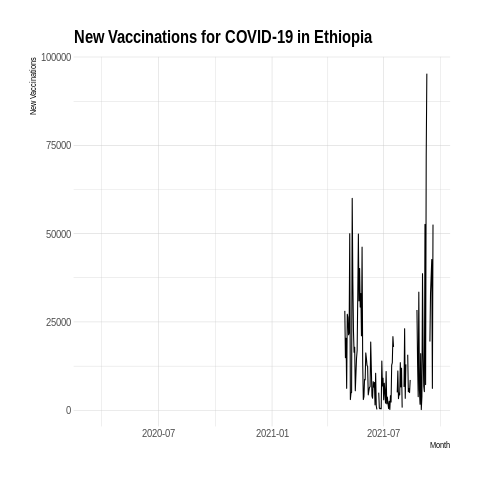 New Vaccinations for COVID-19 in Ethiopia
New Vaccinations
100000
75000
50000
25000
0
2020-07 2021-01 2021-07
Month